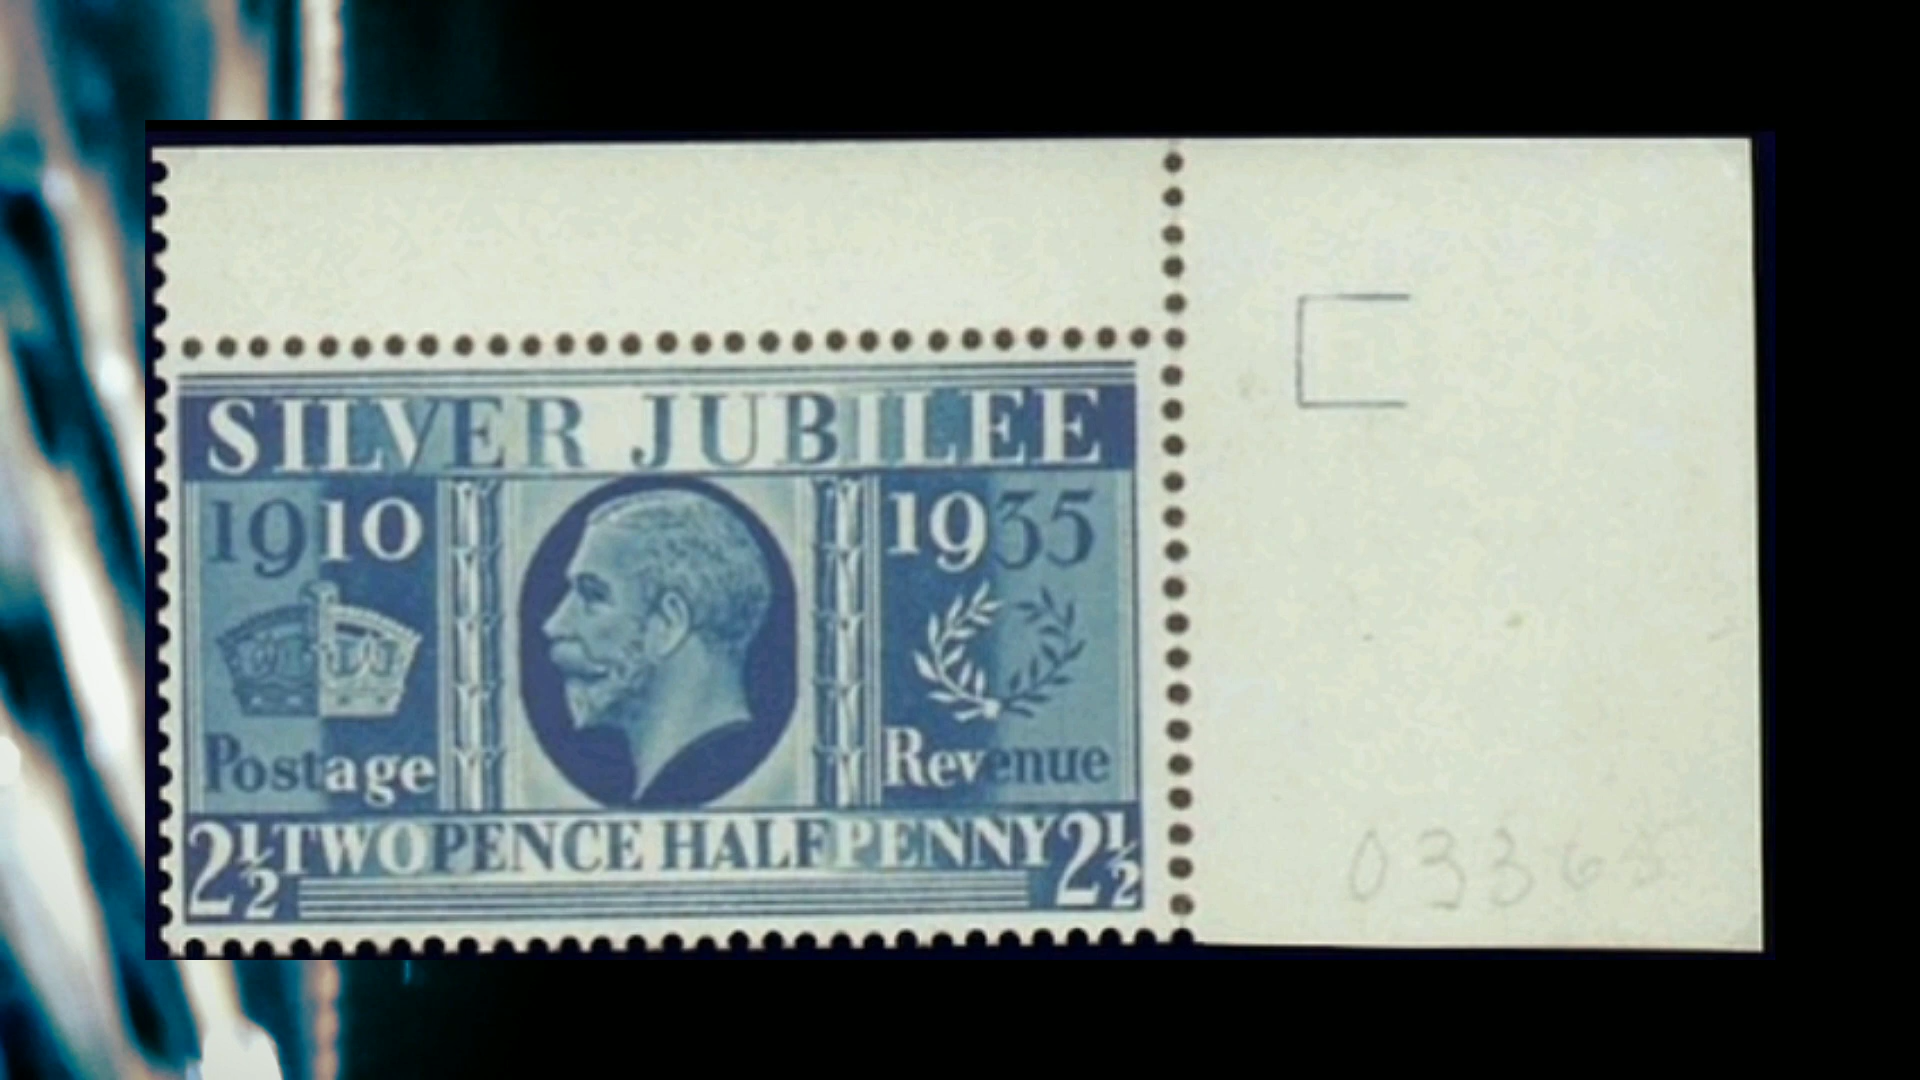 SILVER JUBILEE
1910 1935
Postage Revenue
2½ TWOPENCE HALFPENNY 2½